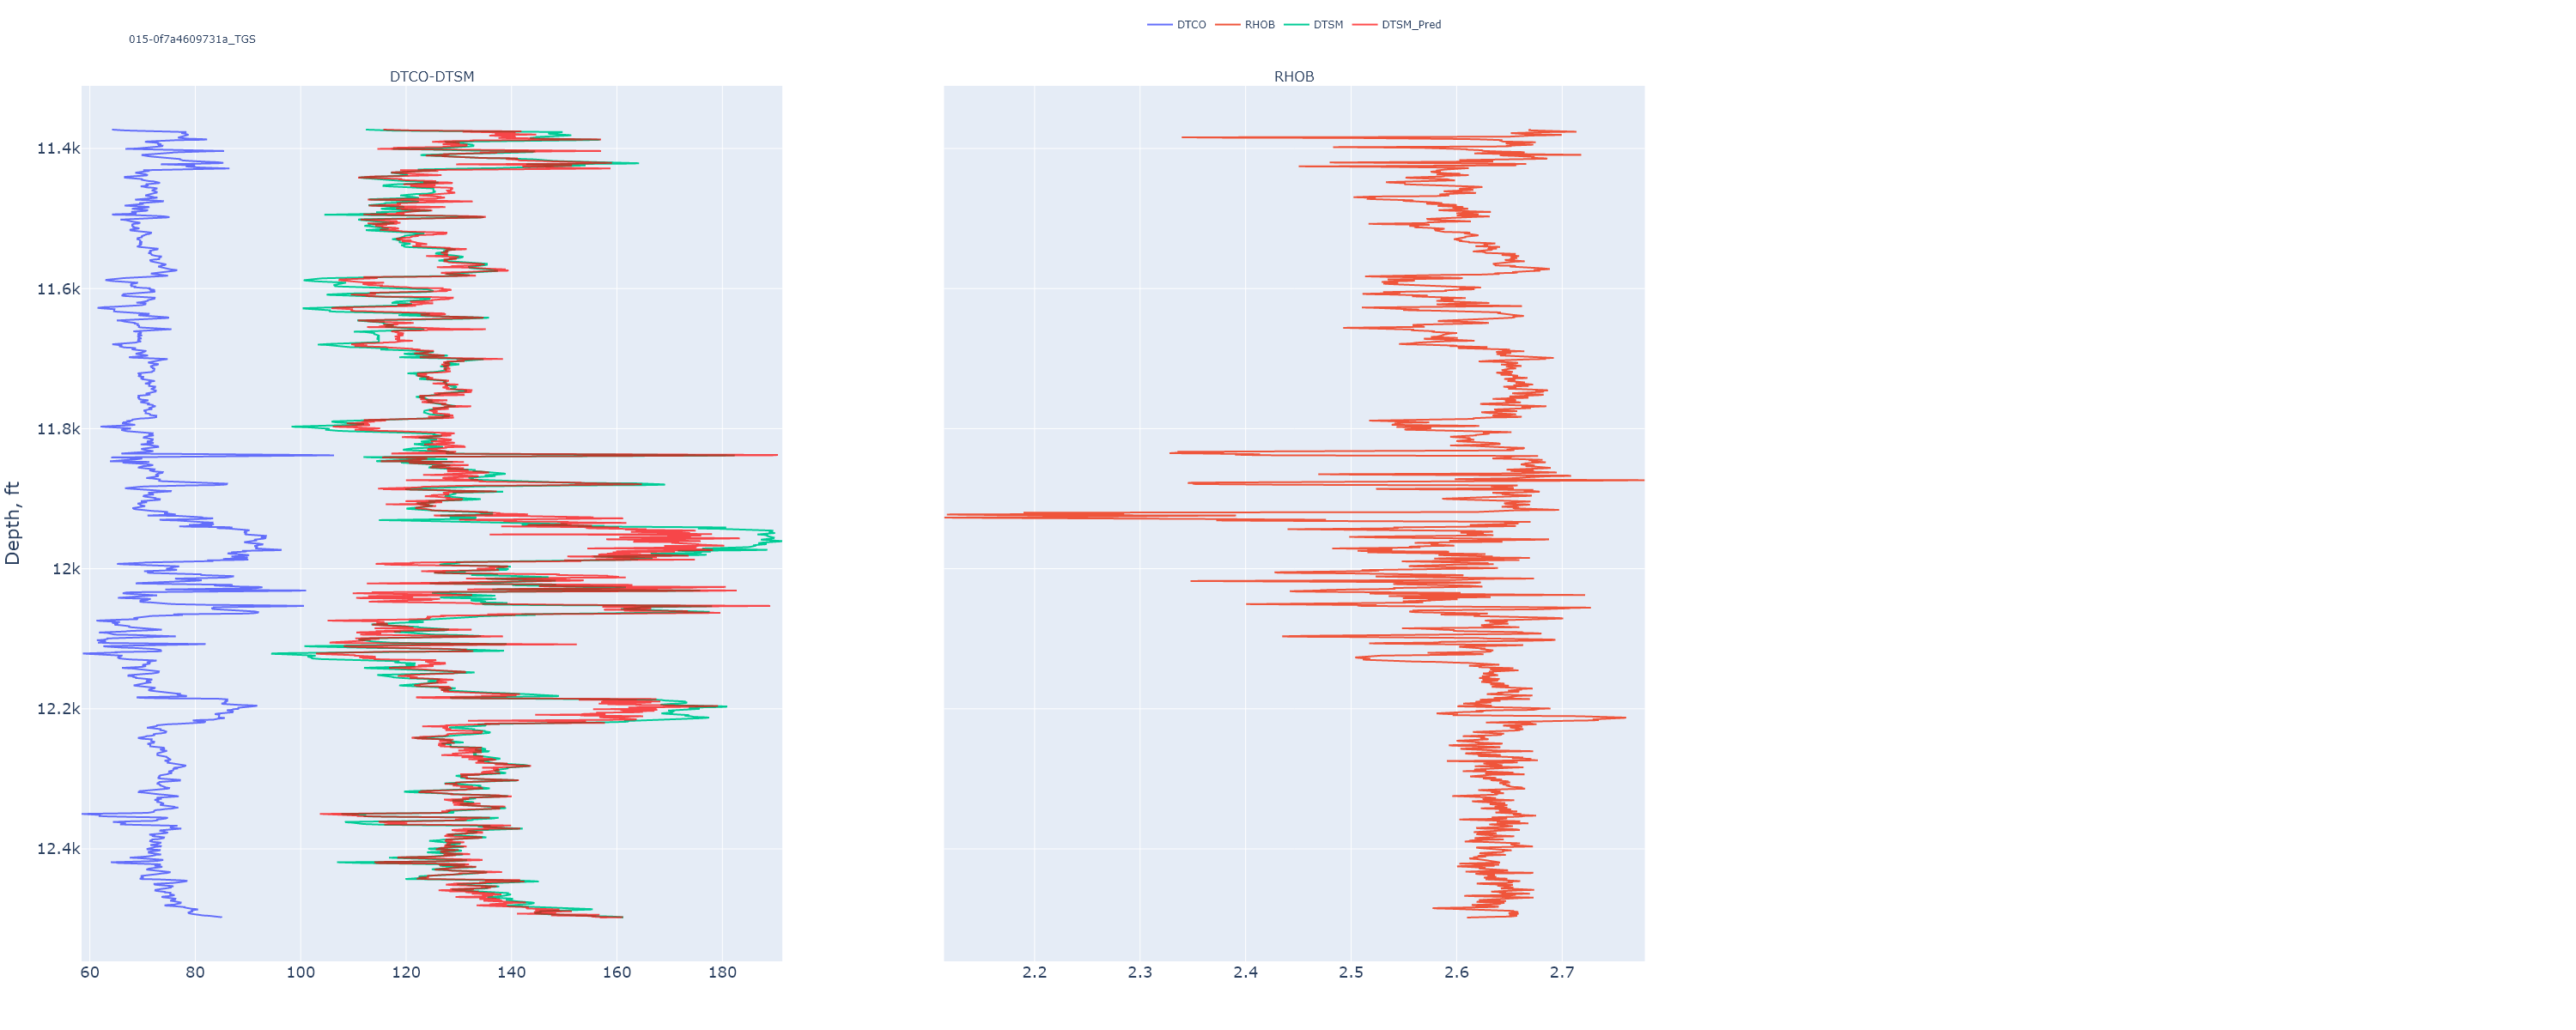 DTCO RHOB DTSM DTSM_Pred
015-0f7a4609731a_TGS
DTCO-DTSM
RHOB
Depth, ft
11.4k
11.6k
11.8k
12k
12.2k
12.4k
60 80 100 120 140 160 180
2.2 2.3 2.4 2.5 2.6 2.7